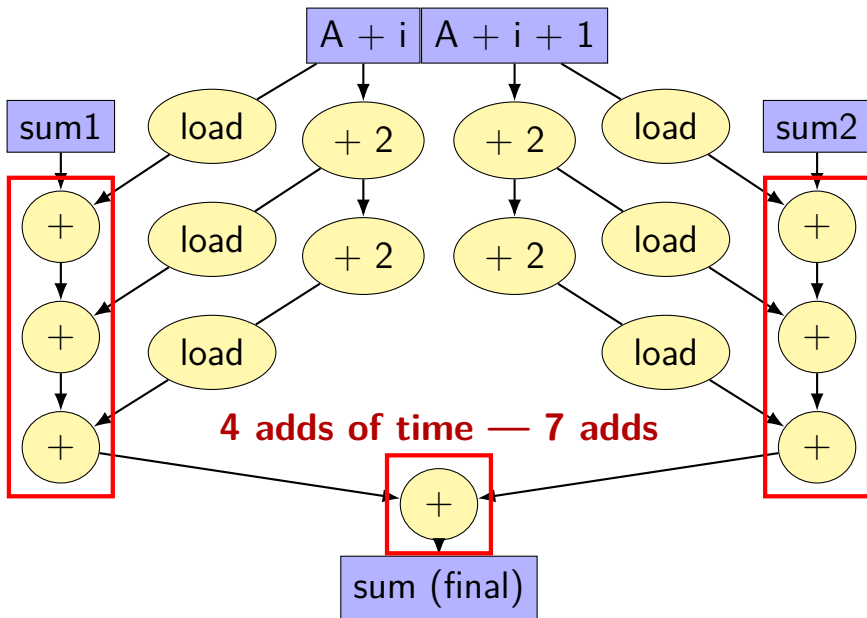 A + i
A + i + 1
sum1
load
+ 2
+ 2
load
sum2
+
load
+ 2
+ 2
load
+
+
load
load
+
+
4 adds of time — 7 adds
+
+
sum (final)